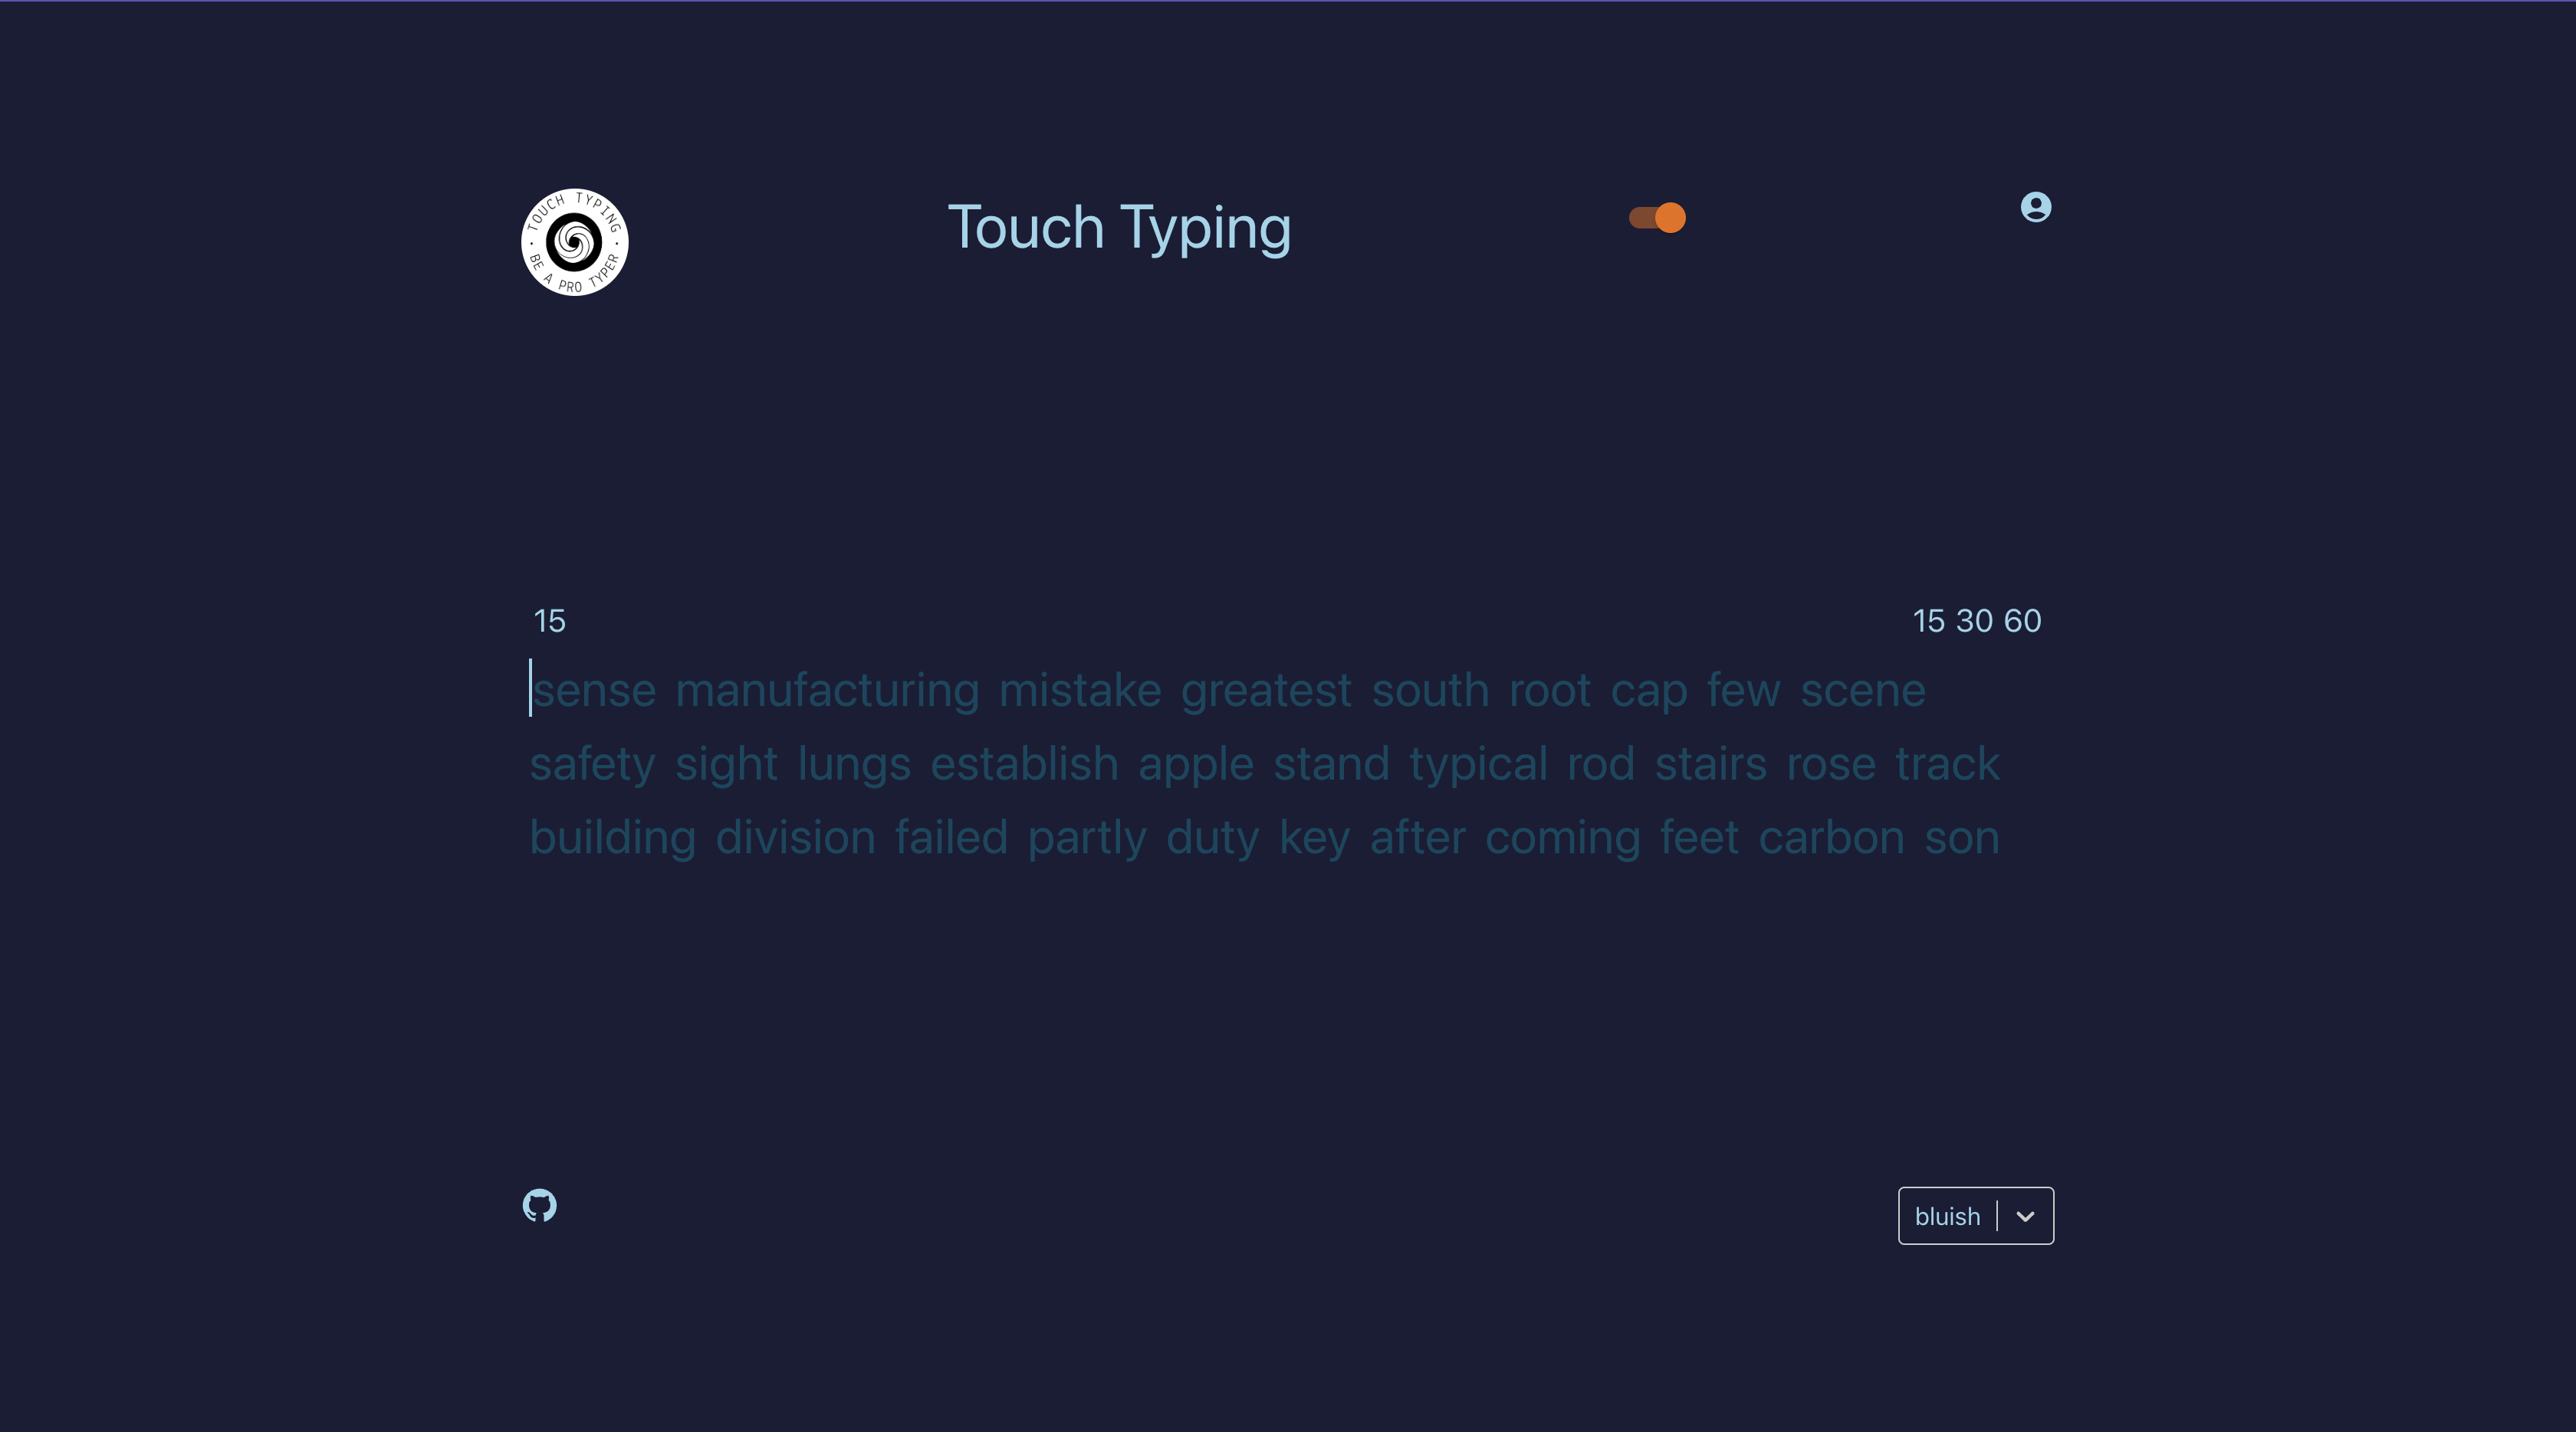 TOUCH TYPING
BE A PRO TYPER
Touch Typing
15
15 30 60
sense manufacturing mistake greatest south root cap few scene
safety sight lungs establish apple stand typical rod stairs rose track
building division failed partly duty key after coming feet carbon son
bluish